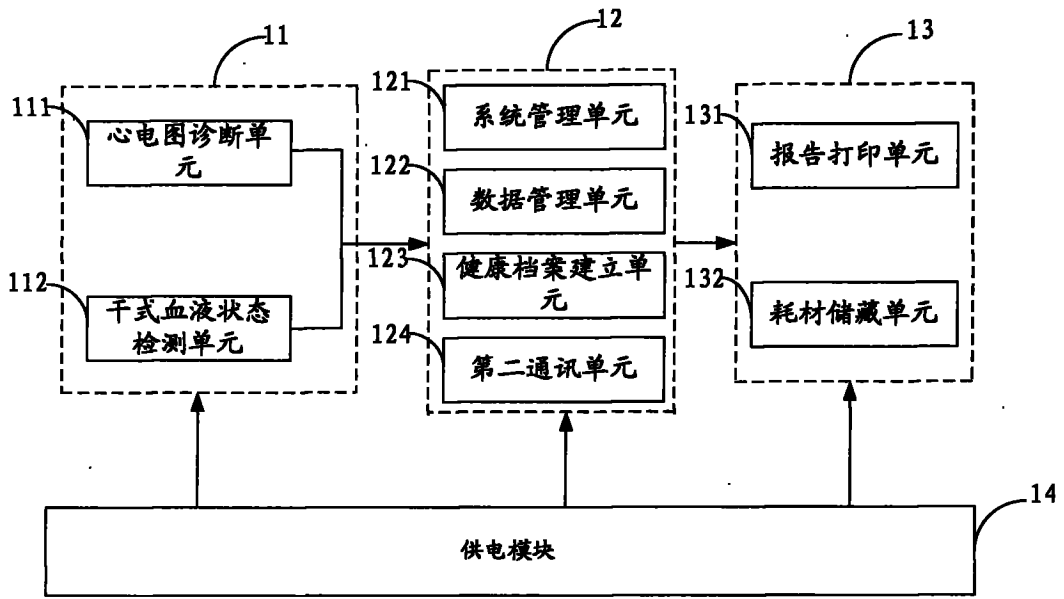 11
12
13
111
心电图诊断单
元
112
干式血液状态
检测单元
121
系统管理单元
122
数据管理单元
123
健康档案建立单
元
124
第二通讯单元
131
报告打印单元
132
耗材储藏单元
14
供电模块